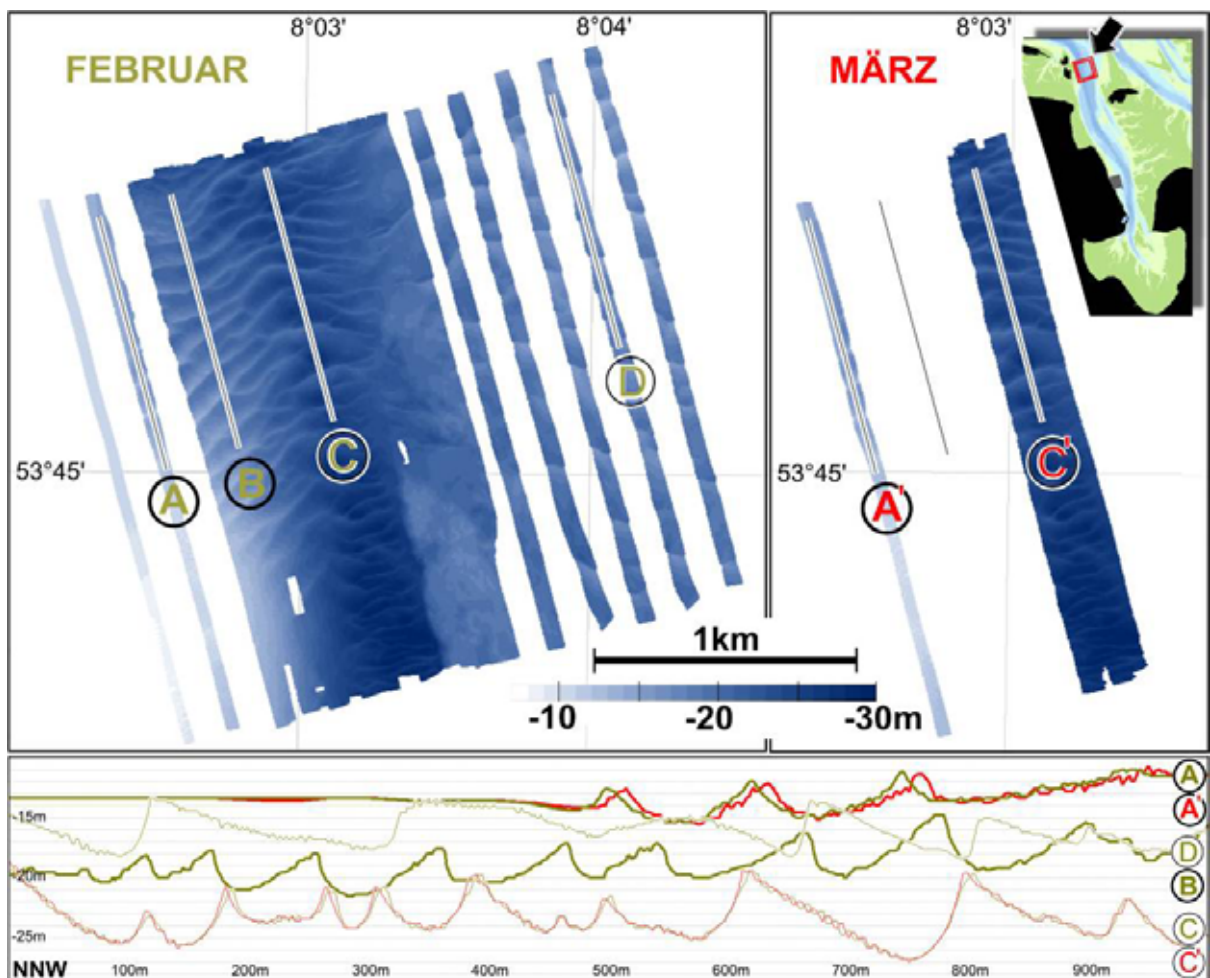 8°03' 8°04' 8°03'
FEBRUAR MÄRZ
D
53°45' C 53°45' C'
B
A A'
1km
-10 -20 -30m
A
-15m A'
D
-20m B
C
-25m
NNW 100m 200m 300m 400m 500m 600m 700m 800m 900m C'